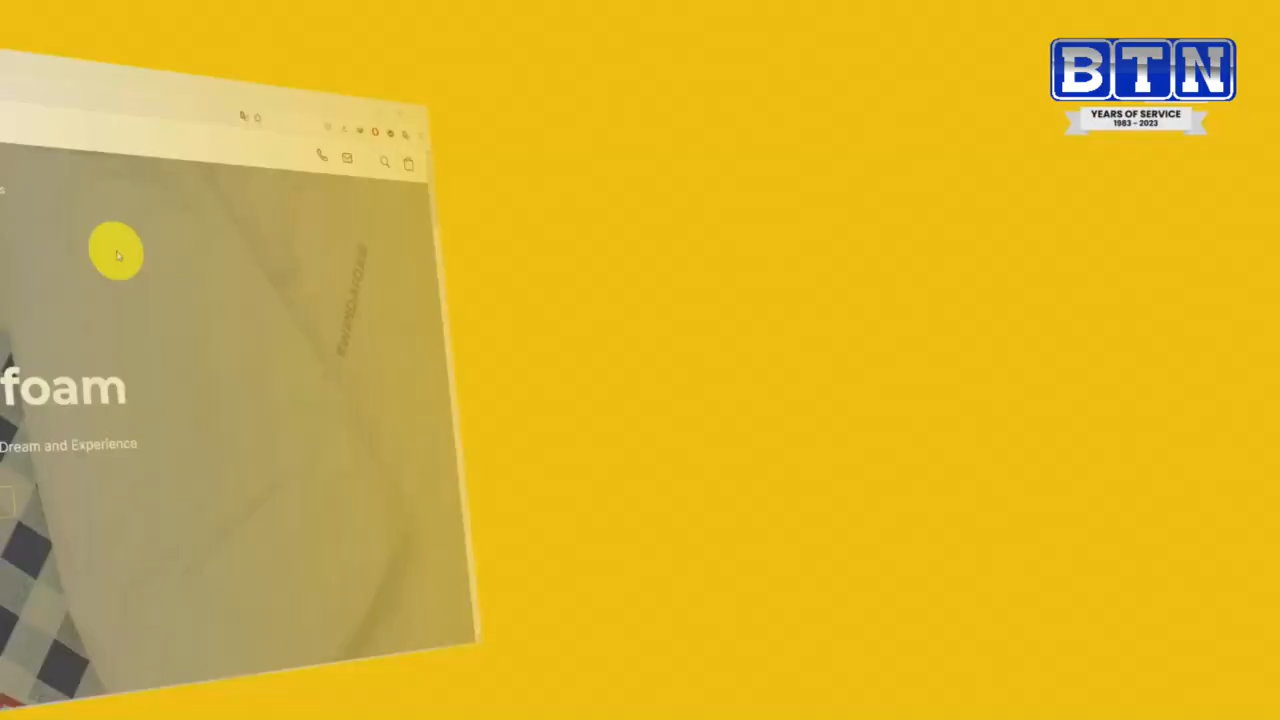 BTN
YEARS OF SERVICE
1983 - 2023
foam
Dream and Experience